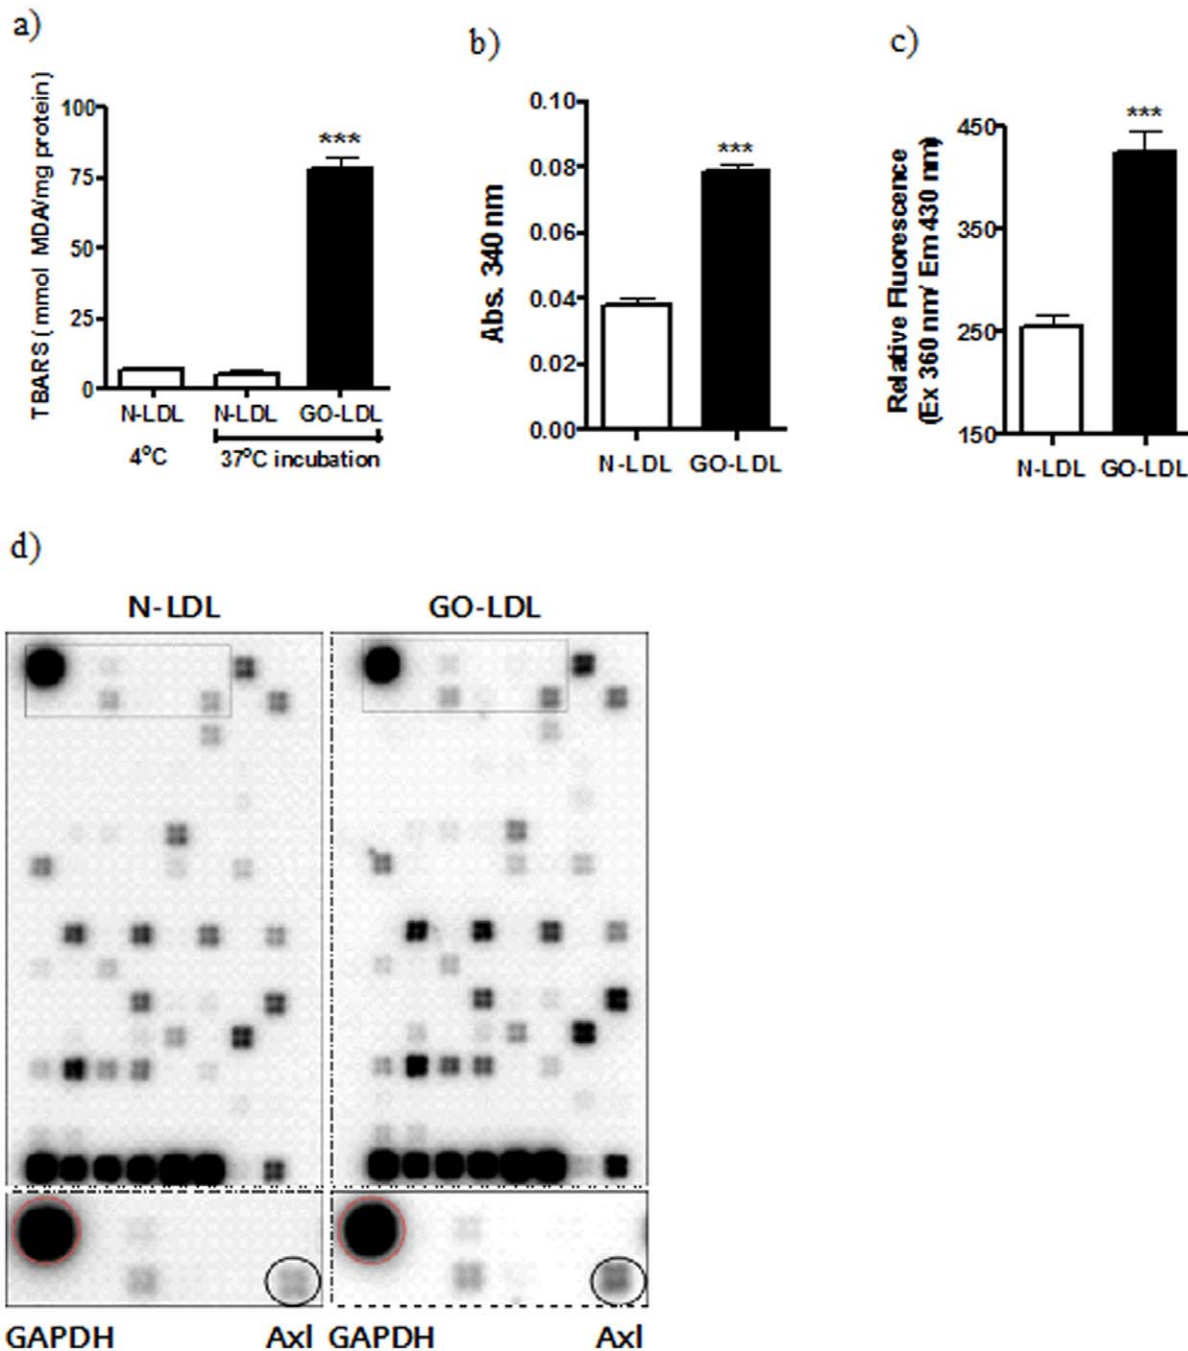 a)
TBARS ( mmol MDA/mg protein)
100
75
50
25
0
***
N-LDL
N-LDL
GO-LDL
4°C
37°C incubation
b)
Abs. 340 nm
0.10
0.08
0.06
0.04
0.02
0.00
***
N-LDL
GO-LDL
c)
Relative Fluorescence
(Ex 360 nm/ Em 430 nm)
450
350
250
150
***
N-LDL
GO-LDL
d)
N-LDL
GO-LDL
GAPDH
Axl
GAPDH
Axl